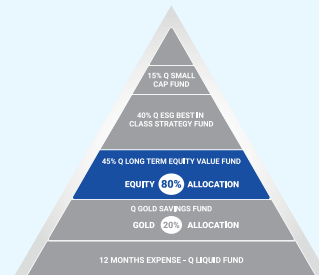 15% Q SMALL
CAP FUND
40% Q ESG BEST IN
CLASS STRATEGY FUND
45% Q LONG TERM EQUITY VALUE FUND
EQUITY 80% ALLOCATION
Q GOLD SAVINGS FUND
GOLD 20% ALLOCATION
12 MONTHS EXPENSE - Q LIQUID FUND